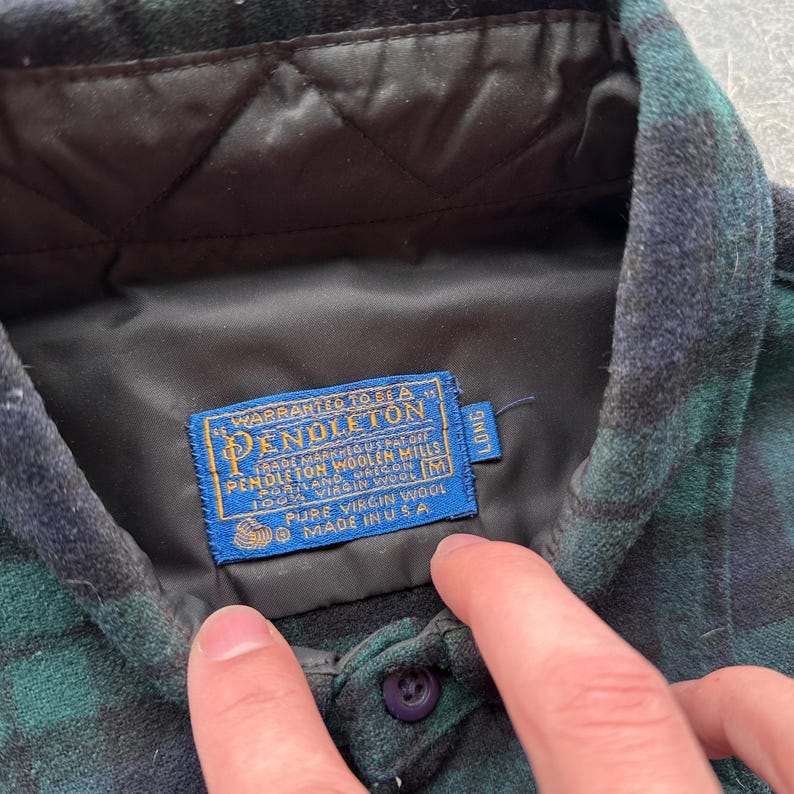 "WARRANTED TO BE A
PENDLETON"
TRADE MARK REG US PAT OFF
PENDLETON WOOLEN MILLS
PORTLAND, OREGON
100% VIRGIN WOOL M
PURE VIRGIN WOOL
® MADE IN U.S.A
LONG